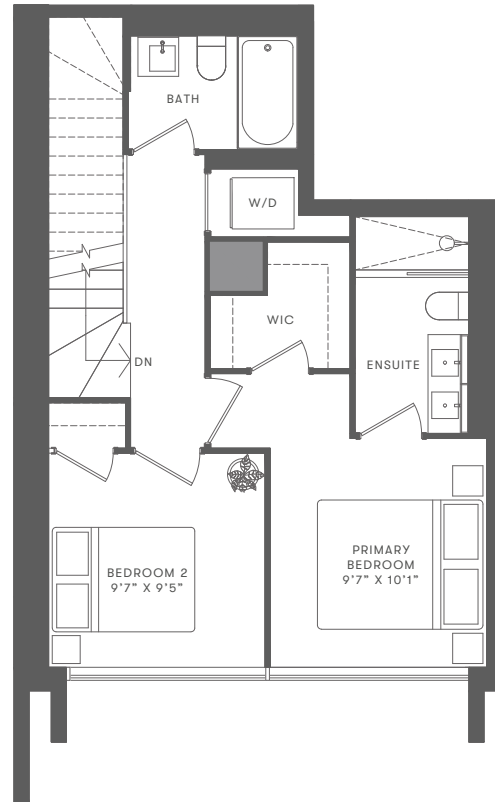 BATH
W/D
WIC
DN
ENSUITE
PRIMARY
BEDROOM
9'7" X 10'1"
BEDROOM 2
9'7" X 9'5"